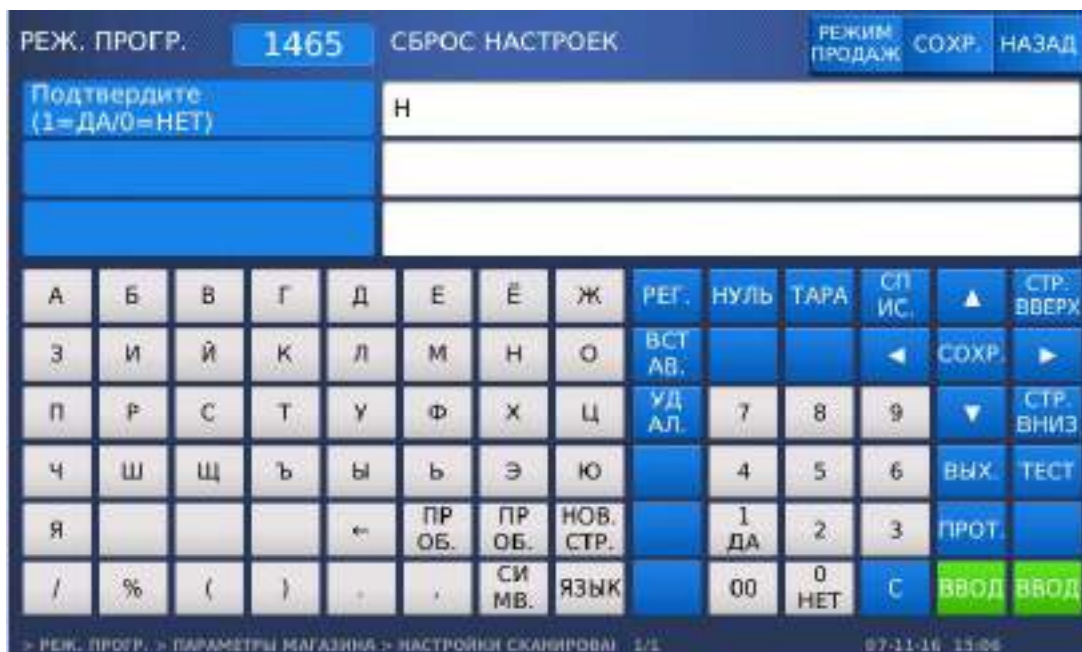 РЕЖ. ПРОГР. 1465 СБРОС НАСТРОЕК РЕЖИМ ПРОДАЖ СОХР. НАЗАД
Подтвердите
(1=ДА/0=НЕТ) Н
А Б В Г Д Е Ё Ж РЕГ. НУЛЬ ТАРА СП ИС. ▲ СТР. ВВЕРХ
З И Й К Л М Н О ВСТ АВ. ◄ СОХР. ►
П Р С Т У Ф Х Ц УД АЛ. 7 8 9 ▼ СТР. ВНИЗ
Ч Ш Щ Ъ Ы Ь Э Ю 4 5 6 ВЫХ. ТЕСТ
Я ← ПР ОБ. ПР ОБ. НОВ. СТР. 1 ДА 2 3 ПРОТ.
/ % ( ) . , СИ МВ. ЯЗЫК 00 0 НЕТ С ВВОД ВВОД
> РЕЖ. ПРОГР. > ПАРАМЕТРЫ МАГАЗИНА > НАСТРОЙКИ СКАНИРОВАІ 1/1 07-11-16 15:06